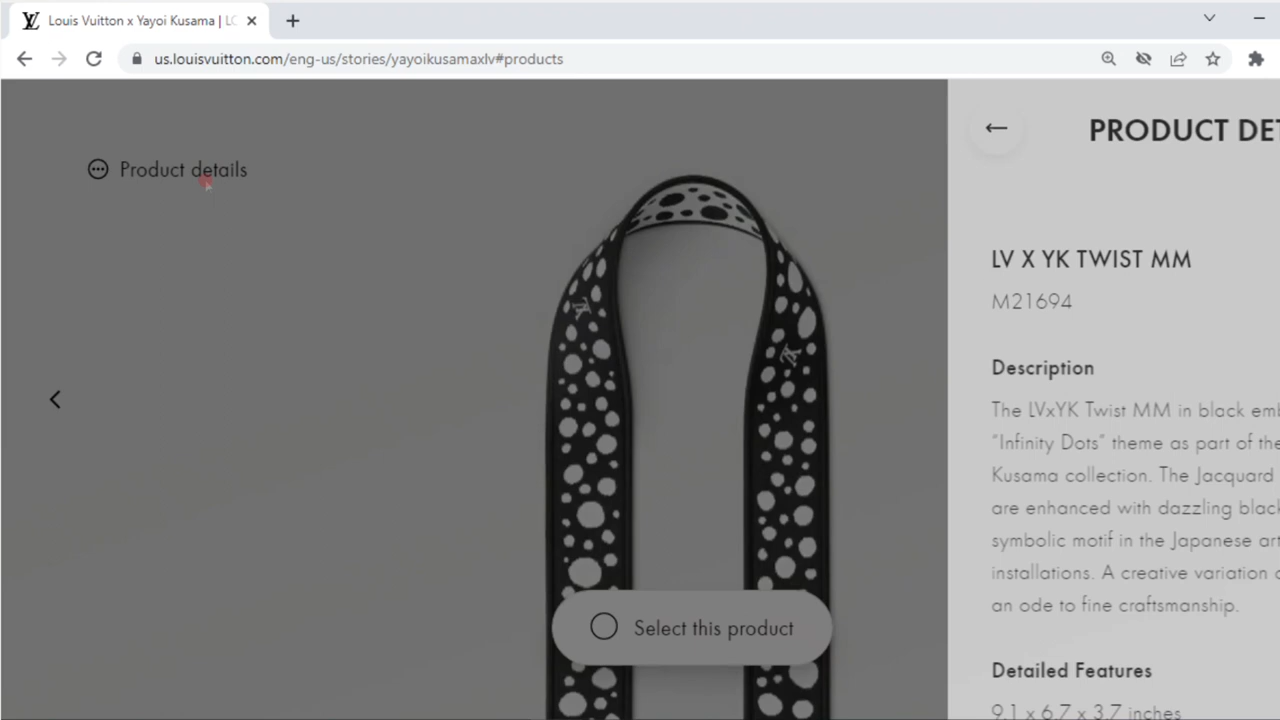 Louis Vuitton x Yayoi Kusama | LO
us.louisvuitton.com/eng-us/stories/yayoikusamaxlv#products
Product details
Select this product
PRODUCT DET
LV X YK TWIST MM
M21694
Description
The LVxYK Twist MM in black emb
"Infinity Dots" theme as part of the
Kusama collection. The Jacquard
are enhanced with dazzling black
symbolic motif in the Japanese art
installations. A creative variation o
an ode to fine craftsmanship.
Detailed Features
9.1 x 6.7 x 3.7 inches